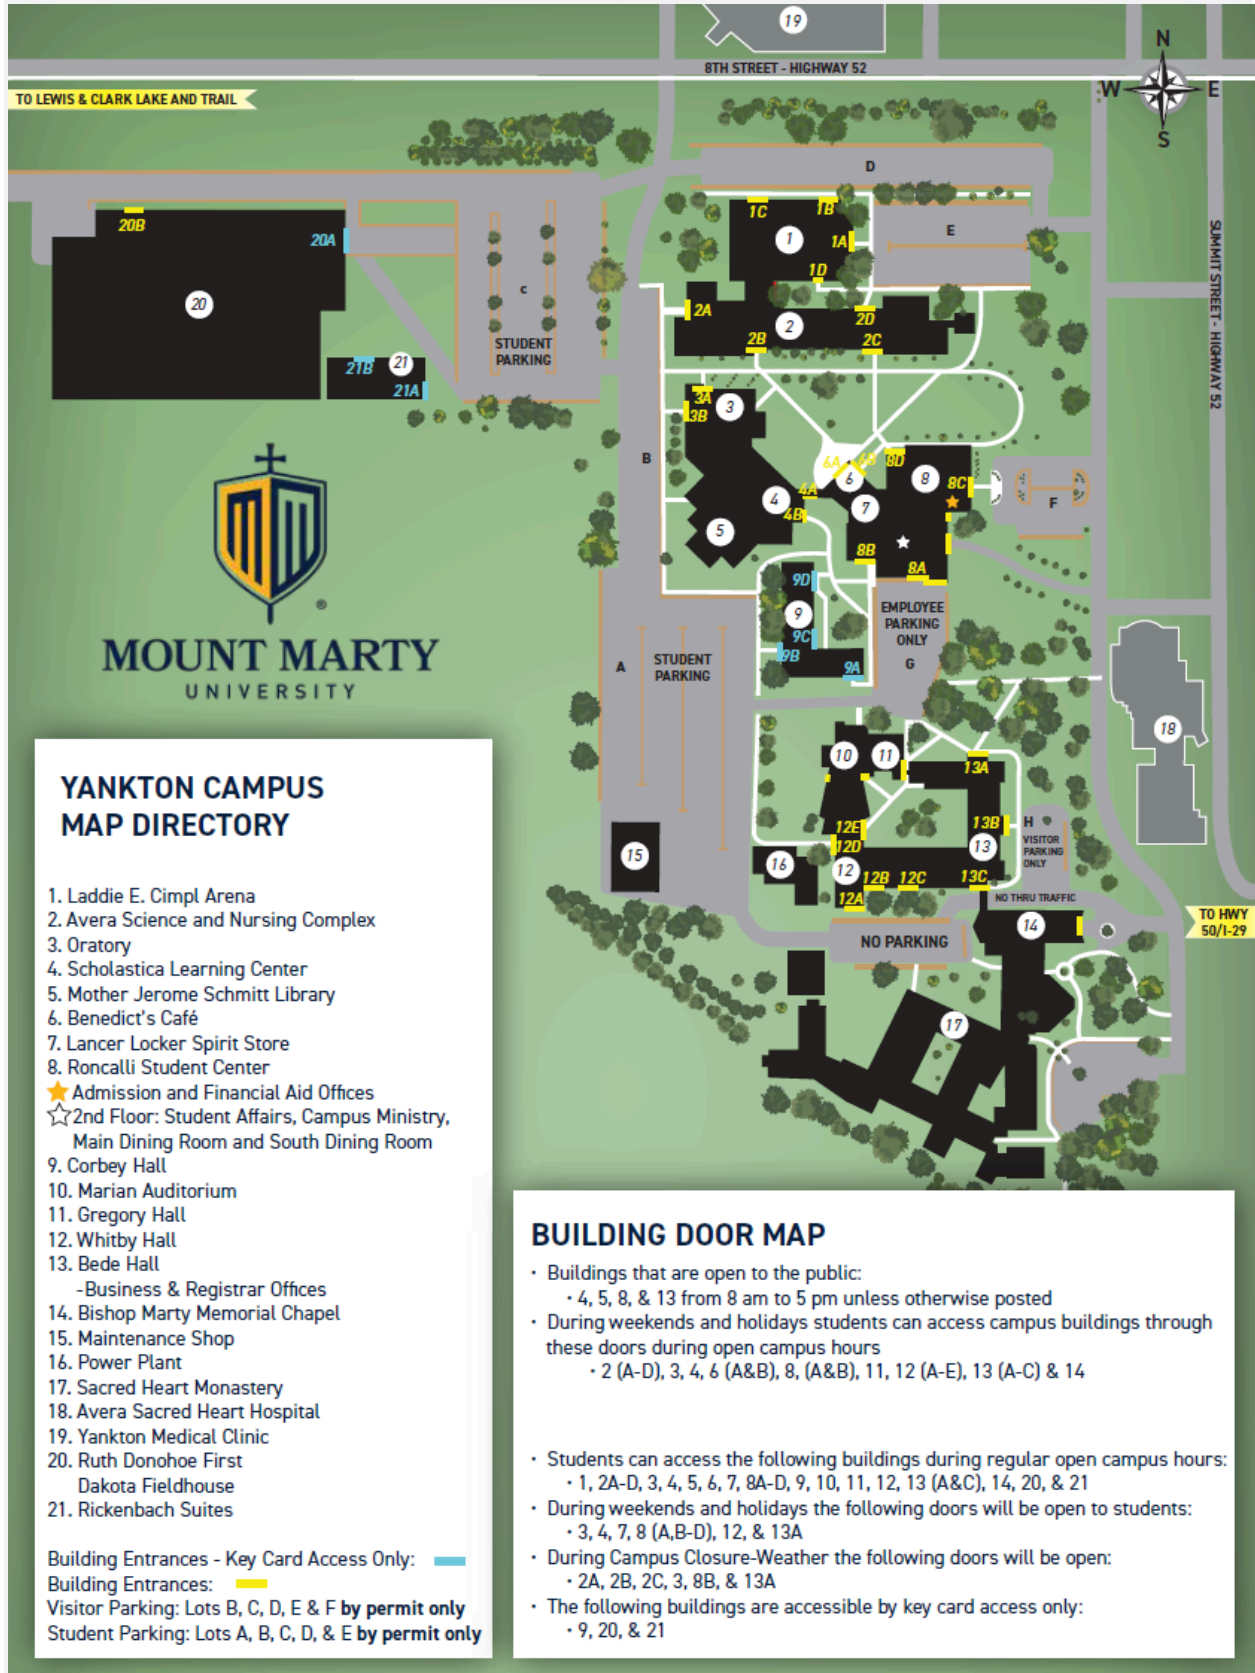 19
N
8TH STREET - HIGHWAY 52
W
E
TO LEWIS & CLARK LAKE AND TRAIL
S
D
1C
1B
20B
1
E
1A
20A
SUMMIT STREET - HIGHWAY 52
1D
c
20
2A
2D
2
2B
2C
STUDENT
PARKING
21B
21
21A
3A
3
3B
B
6A
6B
8D
6
8
8C
4A
4
7
F
4B
5
8B
8A
9D
9
EMPLOYEE
PARKING
ONLY
G
9C
9B
9A
®
MOUNT MARTY
UNIVERSITY
A
STUDENT
PARKING
18
10
11
13A
YANKTON CAMPUS
MAP DIRECTORY
12E
13B
H
VISITOR
PARKING
ONLY
12D
13
15
16
12
12B
12C
13C
12A
NO THRU TRAFFIC
TO HWY
50/I-29
14
NO PARKING
17
1. Laddie E. Cimpl Arena
2. Avera Science and Nursing Complex
3. Oratory
4. Scholastica Learning Center
5. Mother Jerome Schmitt Library
6. Benedict's Café
7. Lancer Locker Spirit Store
8. Roncalli Student Center
Admission and Financial Aid Offices
2nd Floor: Student Affairs, Campus Ministry,
Main Dining Room and South Dining Room
9. Corbey Hall
10. Marian Auditorium
11. Gregory Hall
12. Whitby Hall
13. Bede Hall
-Business & Registrar Offices
14. Bishop Marty Memorial Chapel
15. Maintenance Shop
16. Power Plant
17. Sacred Heart Monastery
18. Avera Sacred Heart Hospital
19. Yankton Medical Clinic
20. Ruth Donohoe First
Dakota Fieldhouse
21. Rickenbach Suites
Building Entrances - Key Card Access Only:
Building Entrances:
Visitor Parking: Lots B, C, D, E & F by permit only
Student Parking: Lots A, B, C, D, & E by permit only
BUILDING DOOR MAP
• Buildings that are open to the public:
• 4, 5, 8, & 13 from 8 am to 5 pm unless otherwise posted
• During weekends and holidays students can access campus buildings through
these doors during open campus hours
• 2 (A-D), 3, 4, 6 (A&B), 8, (A&B), 11, 12 (A-E), 13 (A-C) & 14
• Students can access the following buildings during regular open campus hours:
• 1, 2A-D, 3, 4, 5, 6, 7, 8A-D, 9, 10, 11, 12, 13 (A&C), 14, 20, & 21
• During weekends and holidays the following doors will be open to students:
• 3, 4, 7, 8 (A,B-D), 12, & 13A
• During Campus Closure-Weather the following doors will be open:
• 2A, 2B, 2C, 3, 8B, & 13A
• The following buildings are accessible by key card access only:
• 9, 20, & 21